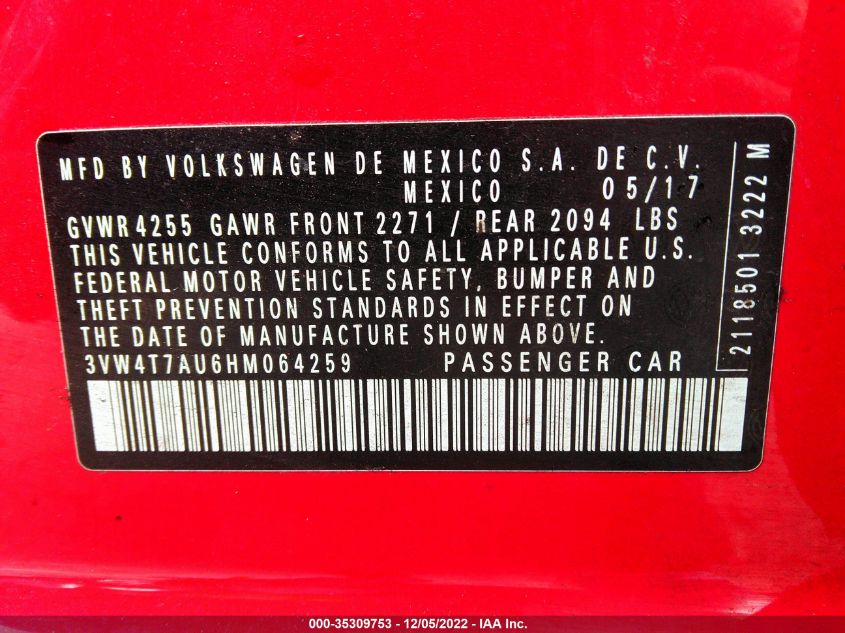 MFD BY VOLKSWAGEN DE MEXICO S.A. DE C.V.
MEXICO 05/17
GVWR 4255 GAWR FRONT 2271 / REAR 2094 LBS
THIS VEHICLE CONFORMS TO ALL APPLICABLE U.S.
FEDERAL MOTOR VEHICLE SAFETY, BUMPER AND
THEFT PREVENTION STANDARDS IN EFFECT ON
THE DATE OF MANUFACTURE SHOWN ABOVE.
3VW4T7AU6HM064259 PASSENGER CAR
2118501 3222 M
000-35309753 - 12/05/2022 - IAA Inc.